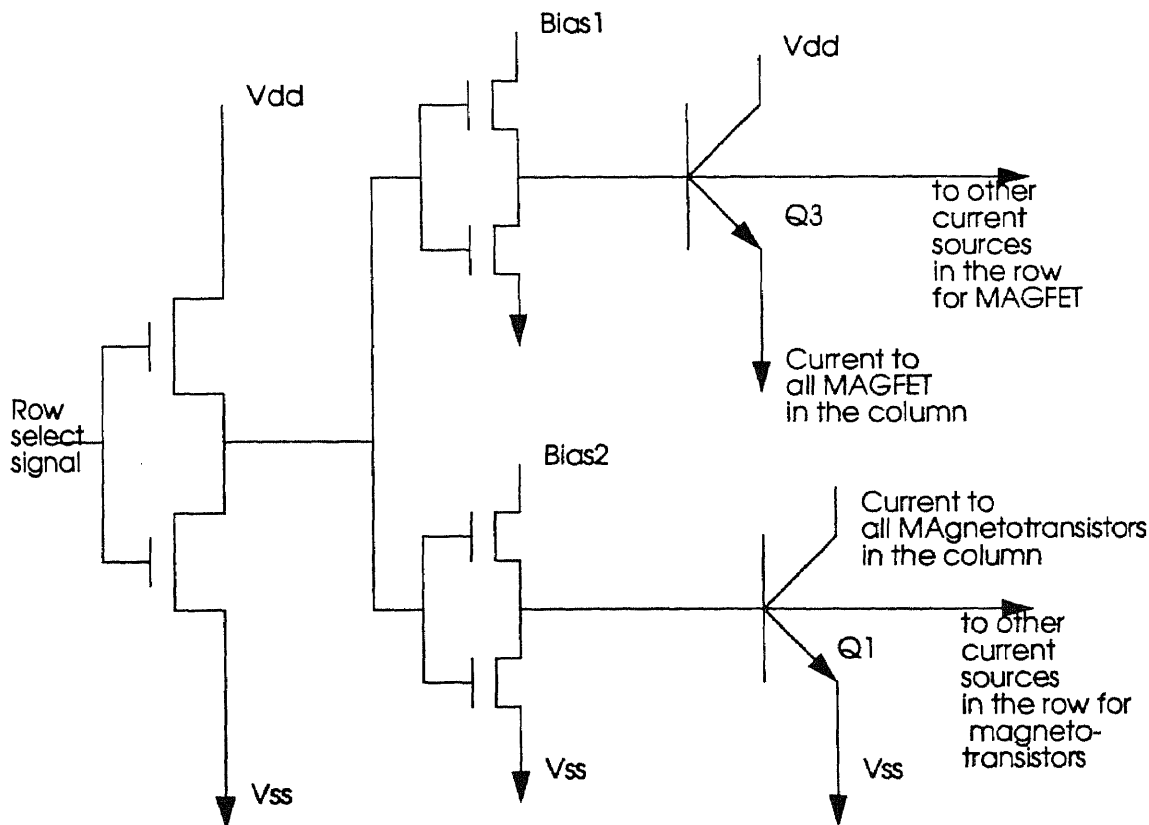 Bias1
Vdd
Vdd
to other
current
sources
in the row
for MAGFET
Q3
Current to
all MAGFET
in the column
Row
select
signal
Bias2
Current to
all MAgnetotransistors
in the column
to other
current
sources
in the row for
magneto-
transistors
Q1
Vss
Vss
Vss